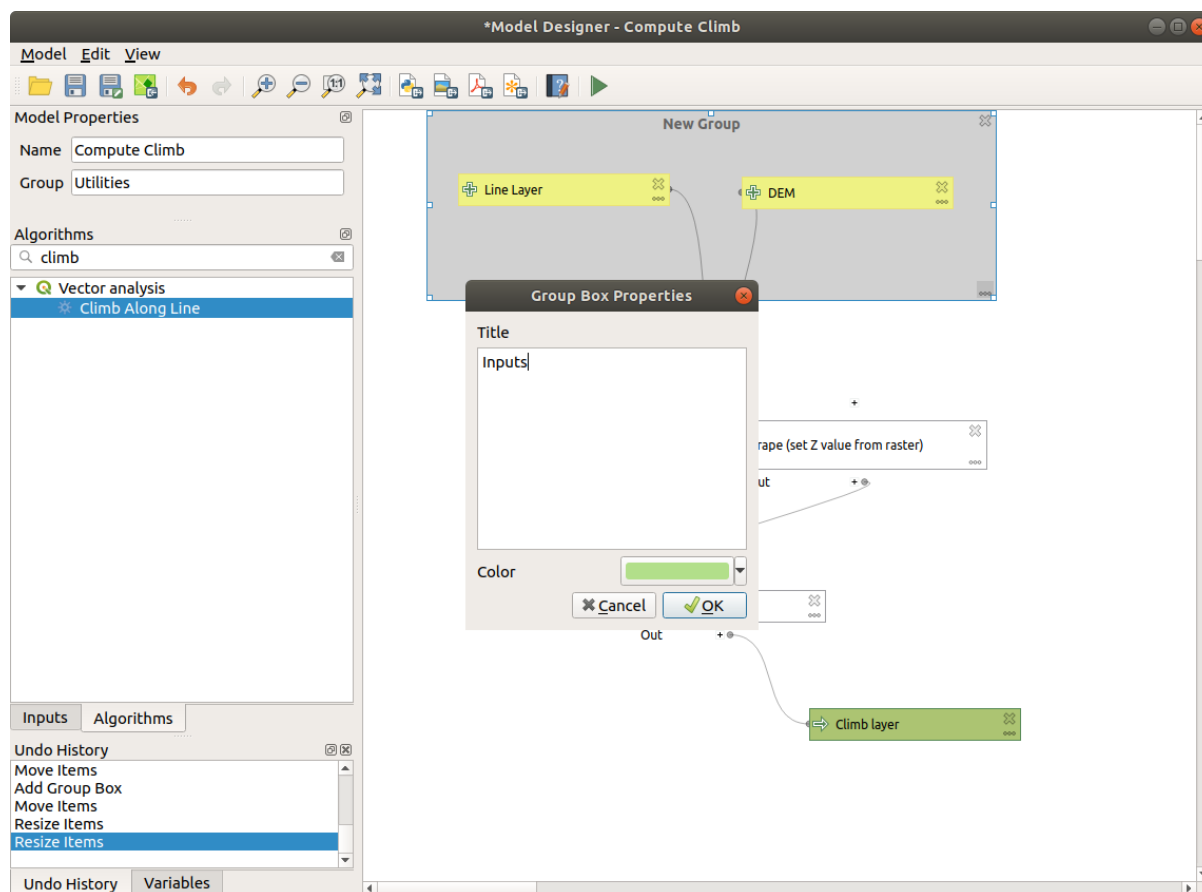 *Model Designer - Compute Climb
Model Edit View
Model Properties
Name Compute Climb
Group Utilities
Algorithms
climb
Vector analysis
Climb Along Line
Inputs Algorithms
Undo History
Move Items
Add Group Box
Move Items
Resize Items
Resize Items
Undo History Variables
New Group
Line Layer
DEM
Group Box Properties
Title
Inputs
Color
Cancel OK
rape (set Z value from raster)
ut +
Out +
Climb layer